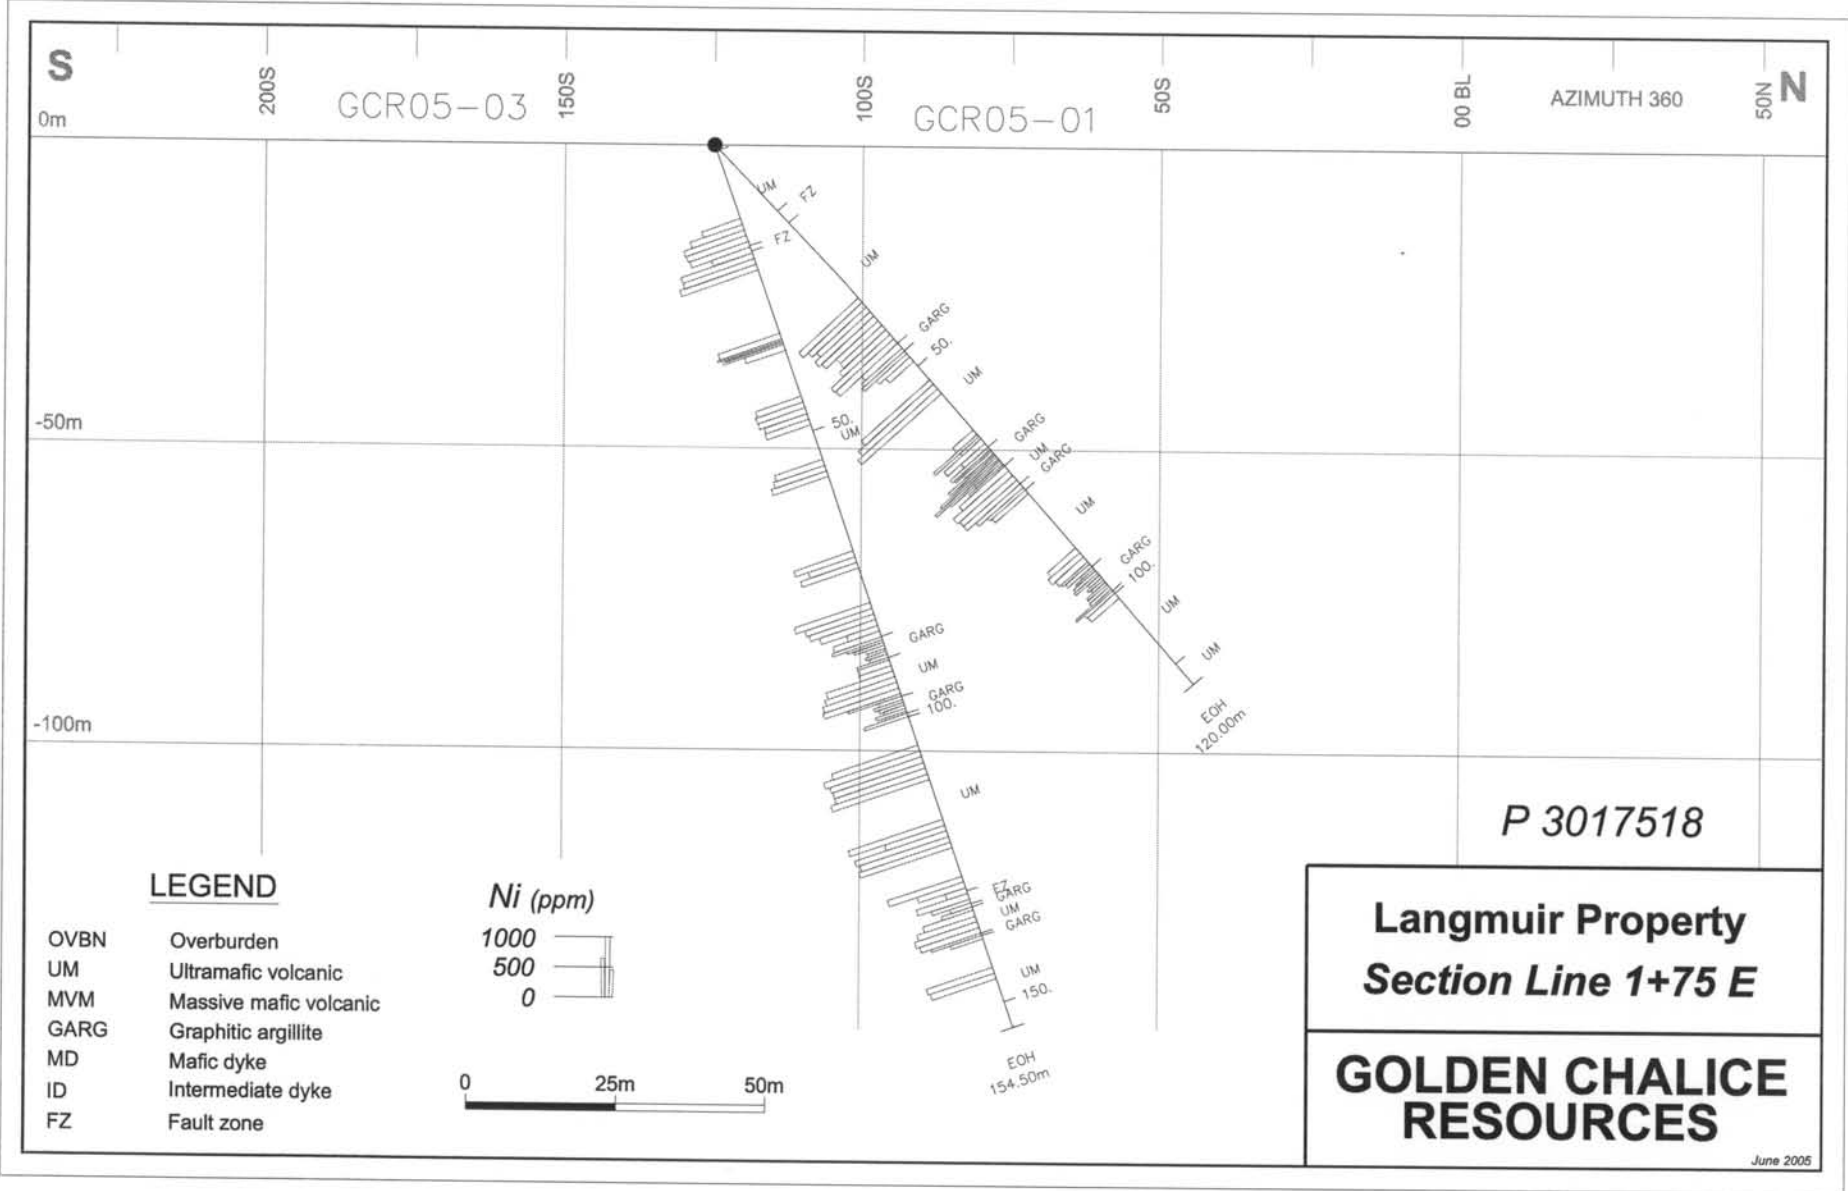 S
200S
150S
100S
50S
00 BL
AZIMUTH 360
50N
N
GCR05-03
GCR05-01
0m
UM
FZ
FZ
UM
GARG
50.
UM
-50m
50.
UM
GARG
UM
GARG
UM
GARG
100.
UM
GARG
UM
UM
GARG
100.
EOH
120.00m
-100m
UM
P 3017518
FZ
GARG
UM
GARG
UM
150.
EOH
154.50m
LEGEND
OVBN Overburden
UM Ultramafic volcanic
MVM Massive mafic volcanic
GARG Graphitic argillite
MD Mafic dyke
ID Intermediate dyke
FZ Fault zone
Ni (ppm)
1000
500
0
0 25m 50m
Langmuir Property
Section Line 1+75 E
GOLDEN CHALICE
RESOURCES
June 2005